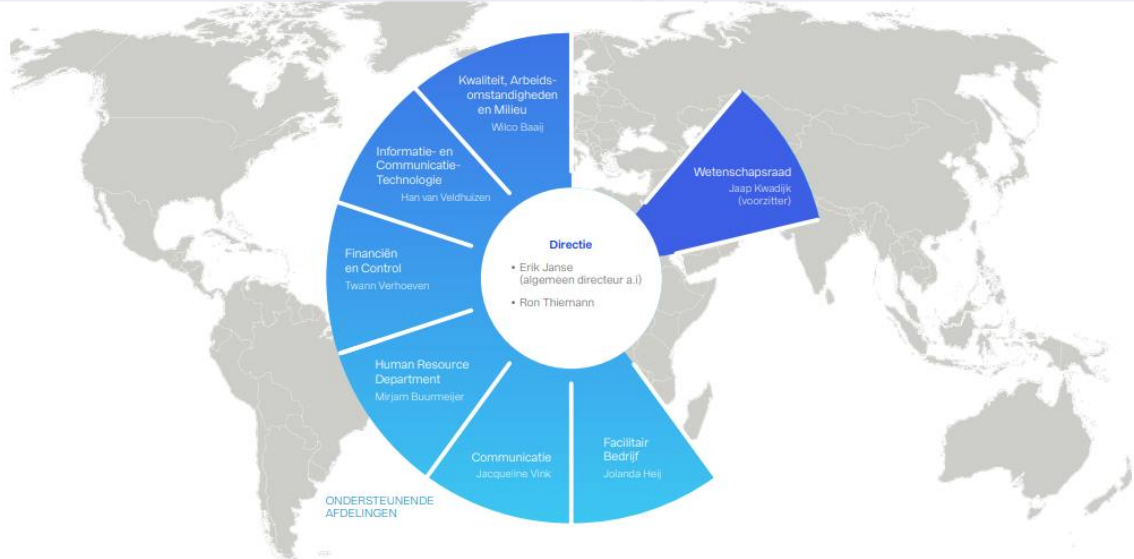 Kwaliteit, Arbeids-
omstandigheden
en Milieu
Wilco Baaij
Informatie- en
Communicatie-
Technologie
Han van Veldhuizen
Financiën
en Control
Twann Verhoeven
Human Resource
Department
Mirjam Buurmeijer
Communicatie
Jacqueline Vink
Facilitair
Bedrijf
Jolanda Heij
Wetenschapsraad
Jaap Kwadijk
(voorzitter)
Directie
• Erik Janse
(algemeen directeur a.i)
• Ron Thiemann
ONDERSTEUNENDE
AFDELINGEN